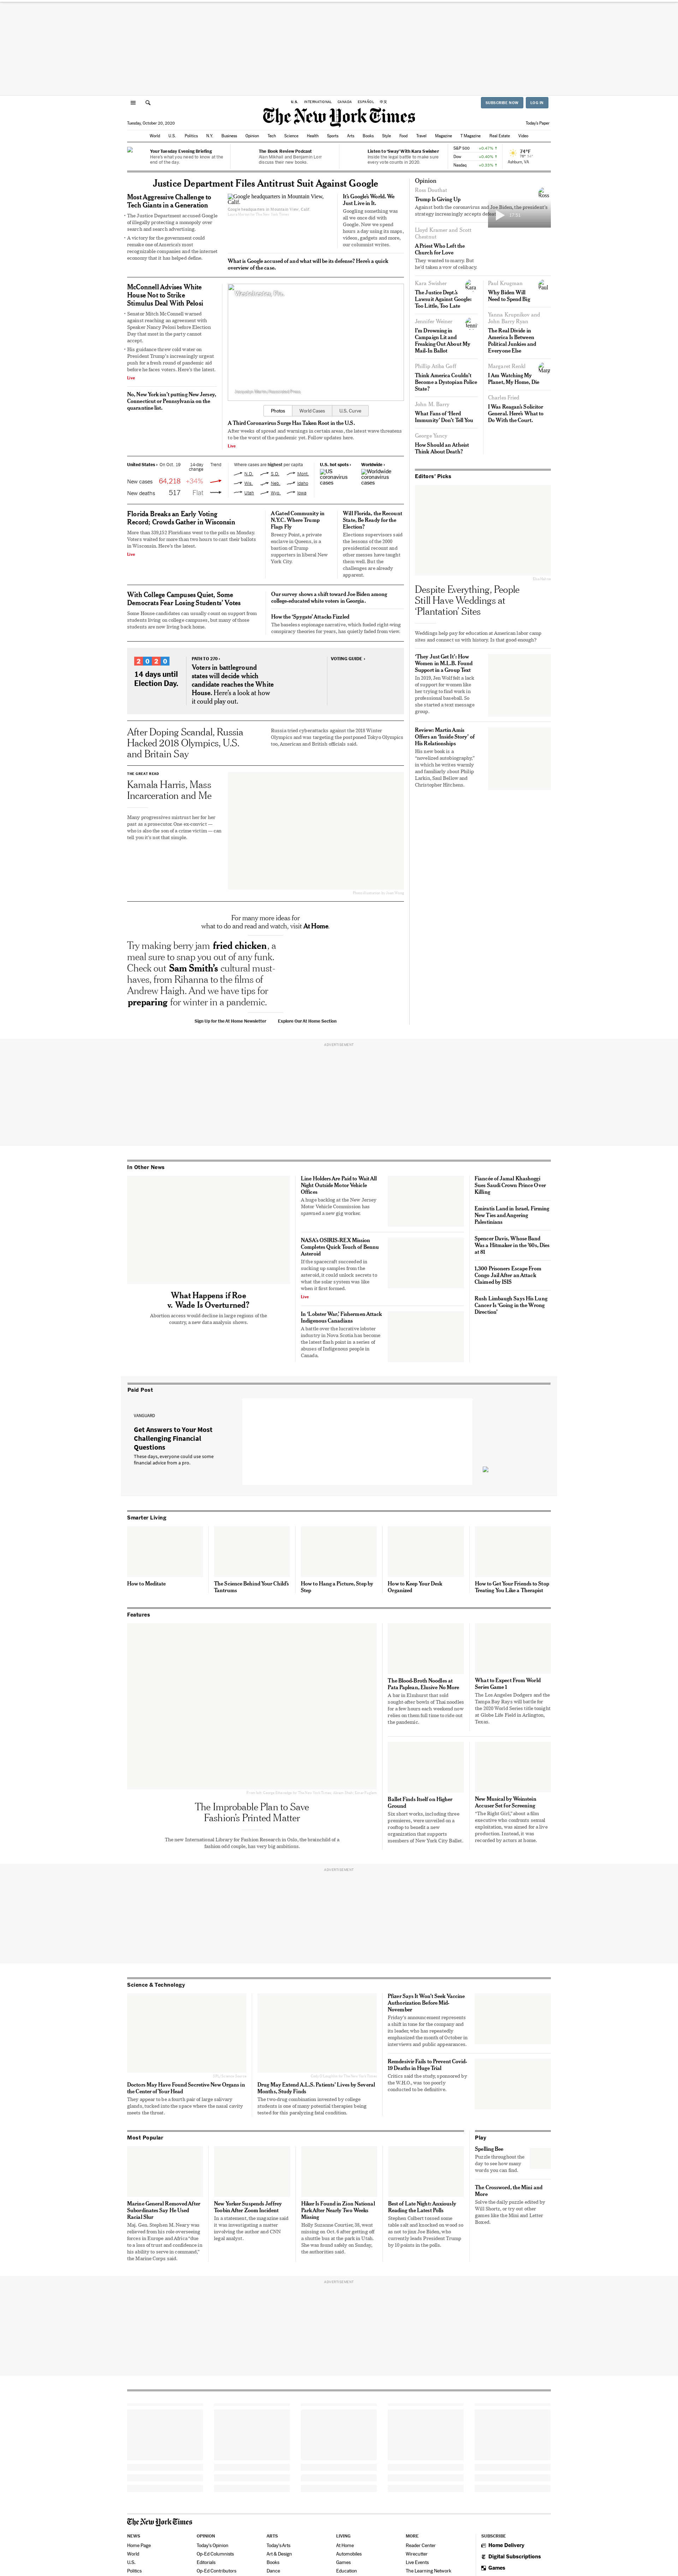 U.S.
INTERNATIONAL
CANADA
ESPAÑOL
中文
SUBSCRIBE NOW
LOG IN
The New York Times
Tuesday, October 20, 2020
Today's Paper
World
U.S.
Politics
N.Y.
Business
Opinion
Tech
Science
Health
Sports
Arts
Books
Style
Food
Travel
Magazine
T Magazine
Real Estate
Video
Your Tuesday Evening Briefing
Here's what you need to know at the
end of the day.
The Book Review Podcast
Nari Mitchell and Benjamin Lorr
discuss their new books.
Listen to 'Sway' With Kara Swisher
Inside the legal battle to make sure
every vote counts in 2020.
S&P 500
+0.47% ↑
Dow
+0.40% ↑
Nasdaq
+0.33% ↑
74°F
Ashburn, VA
Justice Department Files Antitrust Suit Against Google
Most Aggressive Challenge to
Tech Giants in a Generation
The Justice Department accused Google
of illegally protecting a monopoly over
search and search advertising.
A victory for the government could
remake one of America's most
recognizable companies and the internet
economy that it has helped define.
Google headquarters in Mountain View,
Calif.
Google headquarters in Mountain View, Calif.
It's Google's World. We
Just Live in It.
Googling something was
all we once did with
Google. Now we spend
hours a day using its maps,
videos, gadgets and more,
our columnist writes.
What is Google accused of and what will its defense be? Here's a quick
overview of the case.
McConnell Advises White
House Not to Strike
Stimulus Deal With Pelosi
Senator Mitch McConnell warned
against reaching an agreement with
Speaker Nancy Pelosi before Election
Day that most in the party cannot
accept.
His guidance threw cold water on
President Trump's increasingly urgent
push for a fresh round of pandemic aid
before he faces voters. Here's the latest.
Live
No, New York isn't putting New Jersey,
Connecticut or Pennsylvania on the
quarantine list.
Photos
World Cases
U.S. Curve
A Third Coronavirus Surge Has Taken Root in the U.S.
After weeks of spread and warnings in certain areas, the latest wave threatens
to be the worst of the pandemic yet. Follow updates here.
Live
United States › On Oct. 19
14-day
change
Trend
New cases
64,218
+34%
New deaths
517
Flat
Where cases are highest per capita
N.D.
S.D.
Mont.
Wis.
Neb.
Idaho
Utah
Wyo.
Iowa
U.S. hot spots ›
US
coronavirus
cases
Worldwide ›
Worldwide
coronavirus
cases
Florida Breaks an Early Voting
Record; Crowds Gather in Wisconsin
More than 359,152 Floridians went to the polls on Monday.
Voters waited for more than two hours to cast their ballots
in Wisconsin. Here's the latest.
Live
A Gated Community in
N.Y.C. Where Trump
Flags Fly
Breezy Point, a private
enclave in Queens, is a
bastion of Trump
supporters in liberal New
York City.
Will Florida, the Recount
State, Be Ready for the
Election?
Elections supervisors said
the lessons of the 2000
presidential recount and
other messes have taught
them well. But the
challenges are already
apparent.
With College Campuses Quiet, Some
Democrats Fear Losing Students' Votes
Some House candidates can usually count on support from
students living on college campuses, but many of those
students are now living back home.
Our survey shows a shift toward Joe Biden among
college-educated white voters in Georgia.
How the 'Spygate' Attacks Fizzled
The baseless espionage narrative, which fueled right-wing
conspiracy theories for years, has quietly faded from view.
2020
14 days until
Election Day.
PATH TO 270 ›
Voters in battleground
states will decide which
candidate reaches the White
House. Here's a look at how
it could play out.
VOTING GUIDE ›
After Doping Scandal, Russia
Hacked 2018 Olympics, U.S.
and Britain Say
Russia tried cyberattacks against the 2018 Winter
Olympics and was targeting the postponed Tokyo Olympics
too, American and British officials said.
THE GREAT READ
Kamala Harris, Mass
Incarceration and Me
Many progressives mistrust her for her
past as a prosecutor. One ex-convict —
who is also the son of a crime victim — can
tell you it's not that simple.
For many more ideas for
what to do and read and watch, visit At Home.
Try making berry jam fried chicken, a
meal sure to snap you out of any funk.
Check out Sam Smith's cultural must-
haves, from Rihanna to the films of
Andrew Haigh. And we have tips for
preparing for winter in a pandemic.
Sign Up for the At Home Newsletter
Explore Our At Home Section
Opinion
Ross Douthat
Trump Is Giving Up
Against both the coronavirus and Joe Biden, the president's
Lloyd Krause and Scott
A Priest Who Left the
Church for Love
They wanted to marry. But
he'd taken a vow of celibacy.
Kara Swisher
The Justice Dept.'s
Lawsuit Against Google:
Too Little, Too Late
Jennifer Weiner
I'm Drowning in
Campaign Lit and
Freaking Out About My
Mail-In Ballot
Phillip Atiba Goff
Think America Couldn't
Become a Dystopian Police
State?
John M. Barry
What Fans of 'Herd
Immunity' Don't Tell You
George Yancy
How Should an Atheist
Think About Death?
Paul Krugman
Why Biden Will
Need to Spend Big
Yanna Krupnikov and
John Barry Ryan
The Real Divide in
America Is Between
Political Junkies and
Everyone Else
Margaret Renkl
I Am Watching My
Planet, My Home, Die
Charles Fried
I Was Reagan's Solicitor
General. Here's What to
Do With the Court.
Editors' Picks
Despite Everything, People
Still Have Weddings at
'Plantation' Sites
Weddings help pay for education at American labor camp
sites and connect us with history. Is that good enough?
'They Just Get It': How
Women in M.L.B. Found
Support in a Group Text
In 2019, Jen Wolf felt a lack
of support for women like
her trying to find work in
professional baseball. So
she started a text message
group.
Review: Martin Amis
Offers an 'Inside Story' of
His Relationships
His new book is a
"novelized autobiography,"
in which he writes warmly
and familiarly about Philip
Larkin, Saul Bellow and
Christopher Hitchens.
ADVERTISEMENT
In Other News
What Happens if Roe
v. Wade Is Overturned?
Abortion access would decline in large regions of the
country, a new data analysis shows.
Line Holders Are Paid to Wait All
Night Outside Motor Vehicle
Offices
A huge backlog at the New Jersey
Motor Vehicle Commission has
spawned a new gig worker.
NASA's OSIRIS-REX Mission
Completes Quick Touch of Bennu
Asteroid
If the spacecraft succeeded in
sucking up samples from the
asteroid, it could unlock secrets to
what the solar system was like
when it first formed.
Live
In 'Lobster War,' Fishermen Attack
Indigenous Canadians
A battle over the lucrative lobster
industry in Nova Scotia has become
the latest flash point in a series of
abuses of Indigenous people in
Canada.
Fiancée of Jamal Khashoggi
Sues Saudi Crown Prince Over
Killing
Emiratis Land in Israel, Firming
New Ties and Angering
Palestinians
Spencer Davis, Whose Band
Was a Hitmaker in the '60s, Dies
at 81
1,300 Prisoners Escape From
Congo Jail After an Attack
Claimed by ISIS
Rush Limbaugh Says His Lung
Cancer Is 'Going in the Wrong
Direction'
Paid Post
VANGUARD
Get Answers to Your Most
Challenging Financial
Questions
These days, everyone could use some
financial advice from a pro.
Smarter Living
How to Meditate
The Science Behind Your Child's
Tantrums
How to Hang a Picture, Step by
Step
How to Keep Your Desk
Organized
How to Get Your Friends to Stop
Treating You Like a Therapist
Features
The Improbable Plan to Save
Fashion's Printed Matter
The new International Library for Fashion Research in Oslo, the brainchild of a
fashion odd couple, has very big ambitions.
The Blood-Broth Noodles at
Pata Paplean, Elusive No More
A bar in Elmhurst that sold
sought-after bowls of Thai noodles
for a few hours each weekend now
relies on them full time to ride out
the pandemic.
What to Expect From World
Series Game 1
The Los Angeles Dodgers and the
Tampa Bay Rays will battle for
the 2020 World Series title tonight
at Globe Life Field in Arlington,
Texas.
Ballet Finds Itself on Higher
Ground
Six short works, including three
premieres, were unveiled on a
rooftop to benefit a new
organization that supports
members of New York City Ballet.
New Musical by Weinstein
Accuser Set for Screening
"The Right Girl," about a film
executive who confronts sexual
exploitation, was aimed for a live
production. Instead, it was
recorded by actors at home.
ADVERTISEMENT
Science & Technology
Doctors May Have Found Secretive New Organs in
the Center of Your Head
They appear to be a fourth pair of large salivary
glands, tucked into the space where the nasal cavity
meets the throat.
Drug May Extend A.L.S. Patients' Lives by Several
Months, Study Finds
The two-drug combination invented by college
students is one of many potential therapies being
tested for this paralyzing fatal condition.
Pfizer Says It Won't Seek Vaccine
Authorization Before Mid-
November
Friday's announcement represents
a shift in tone for the company and
its leader, who has repeatedly
emphasized the month of October in
interviews and public appearances.
Remdesivir Fails to Prevent Covid-
19 Deaths in Huge Trial
Critics said the study, sponsored by
the W.H.O., was too poorly
conducted to be definitive.
Most Popular
Marine General Removed After
Subordinates Say He Used
Racial Slur
Maj. Gen. Stephen Neary was
relieved from his role overseeing
forces in Europe and Africa "due
to a loss of trust and confidence in
his ability to serve in command,"
the Marine Corps said.
New Yorker Suspends Jeffrey
Toobin After Zoom Incident
In a statement, the magazine said
it was investigating a matter
involving the author and CNN
legal analyst.
Hiker Is Found in Zion National
Park After Nearly Two Weeks
Missing
Holly Suzanne Courtier, 38, went
missing on Oct. 6 after getting off
a shuttle bus at the park in Utah.
She was found safely on Sunday,
the authorities said.
Best of Late Night: Anxiously
Reading the Latest Polls
Stephen Colbert tossed some
table salt and knocked on wood so
as not to jinx Joe Biden, who
currently leads President Trump
by 10 points in the polls.
Play
Spelling Bee
Puzzle throughout the
day to see how many
words you can find.
The Crossword, the Mini and
More
Solve the daily puzzle edited by
Will Shortz, or try out other
games like the Mini and Letter
Boxed.
ADVERTISEMENT
The New York Times
NEWS
Home Page
World
U.S.
Politics
OPINION
Today's Opinion
Op-Ed Columnists
Editorials
Op-Ed Contributors
ARTS
Today's Arts
Art & Design
Books
Dance
LIVING
At Home
Automobiles
Games
Education
MORE
Reader Center
Wirecutter
Live Events
The Learning Network
SUBSCRIBE
Home Delivery
Digital Subscriptions
Games